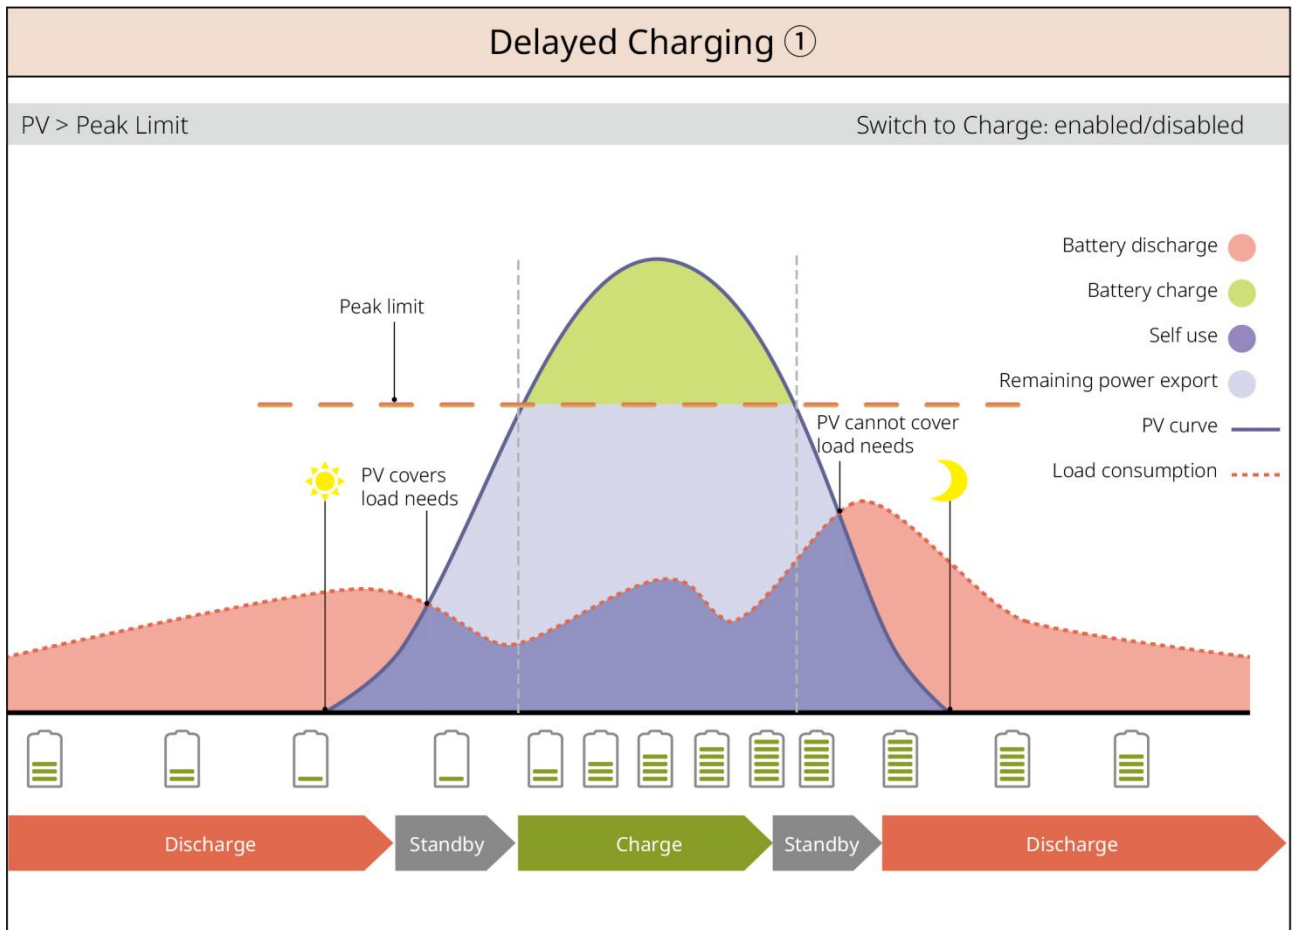 Delayed Charging ①
PV > Peak Limit
Switch to Charge: enabled/disabled
Battery discharge
Battery charge
Self use
Remaining power export
PV curve
Load consumption
Peak limit
PV covers
load needs
PV cannot cover
load needs
Discharge
Standby
Charge
Standby
Discharge